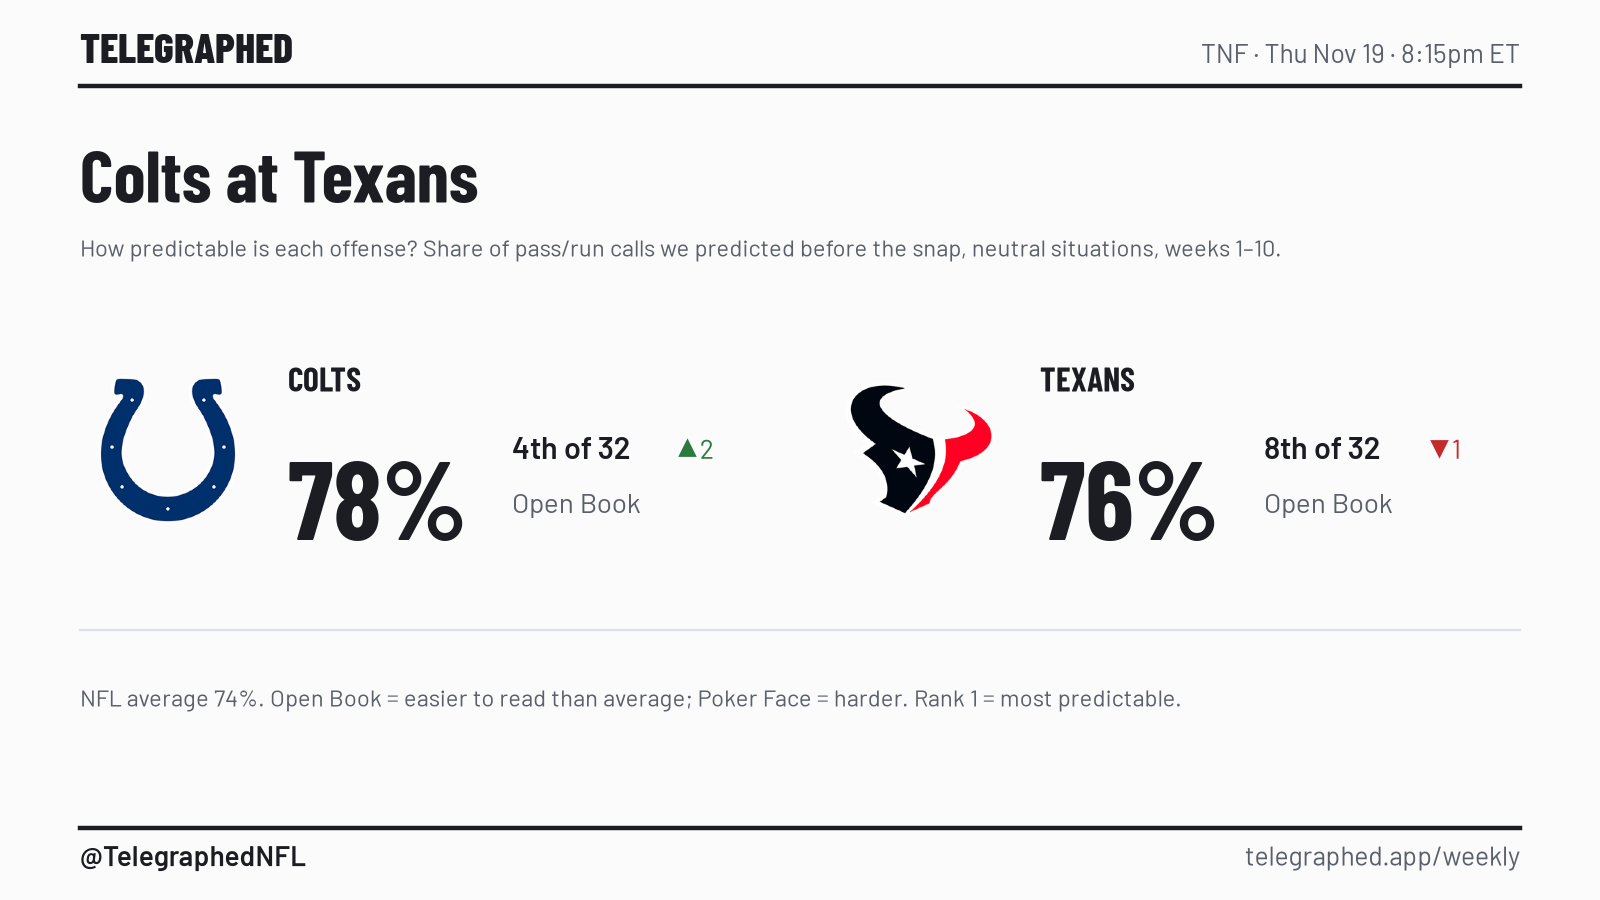 TELEGRAPHED
TNF · Thu Nov 19 · 8:15pm ET
Colts at Texans
How predictable is each offense? Share of pass/run calls we predicted before the snap, neutral situations, weeks 1–10.
COLTS
78%
4th of 32 ▲2
Open Book
TEXANS
76%
8th of 32 ▼1
Open Book
NFL average 74%. Open Book = easier to read than average; Poker Face = harder. Rank 1 = most predictable.
@TelegraphedNFL
telegraphed.app/weekly